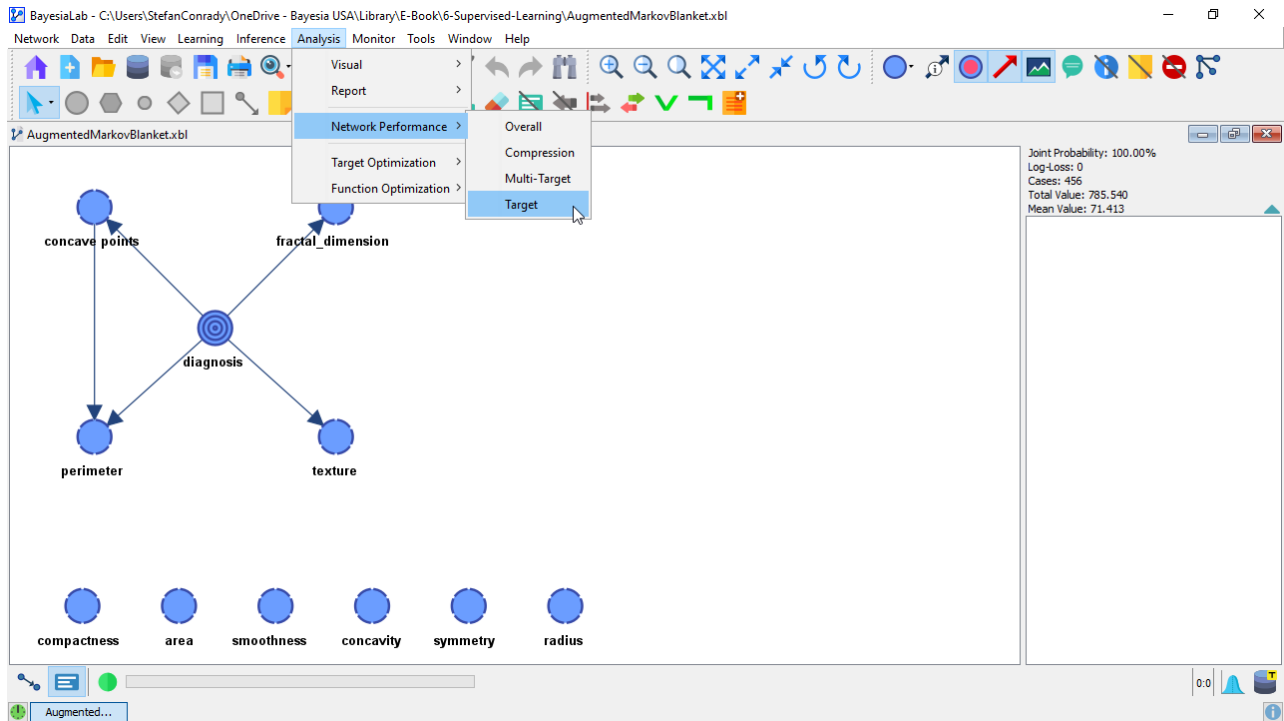 BayesiaLab - C:\Users\StefanConrady\OneDrive - Bayesia USA\Library\E-Book\6-Supervised-Learning\AugmentedMarkovBlanket.xbl
Network Data Edit View Learning Inference Analysis Monitor Tools Window Help
Visual
Report
Network Performance
Target Optimization
Function Optimization
Overall
Compression
Multi-Target
Target
AugmentedMarkovBlanket.xbl
Joint Probability: 100.00%
Log-Loss: 0
Cases: 456
Total Value: 785.540
Mean Value: 71.413
concave points
fractal_dimension
diagnosis
perimeter
texture
compactness
area
smoothness
concavity
symmetry
radius
0:0
T
Augmented...